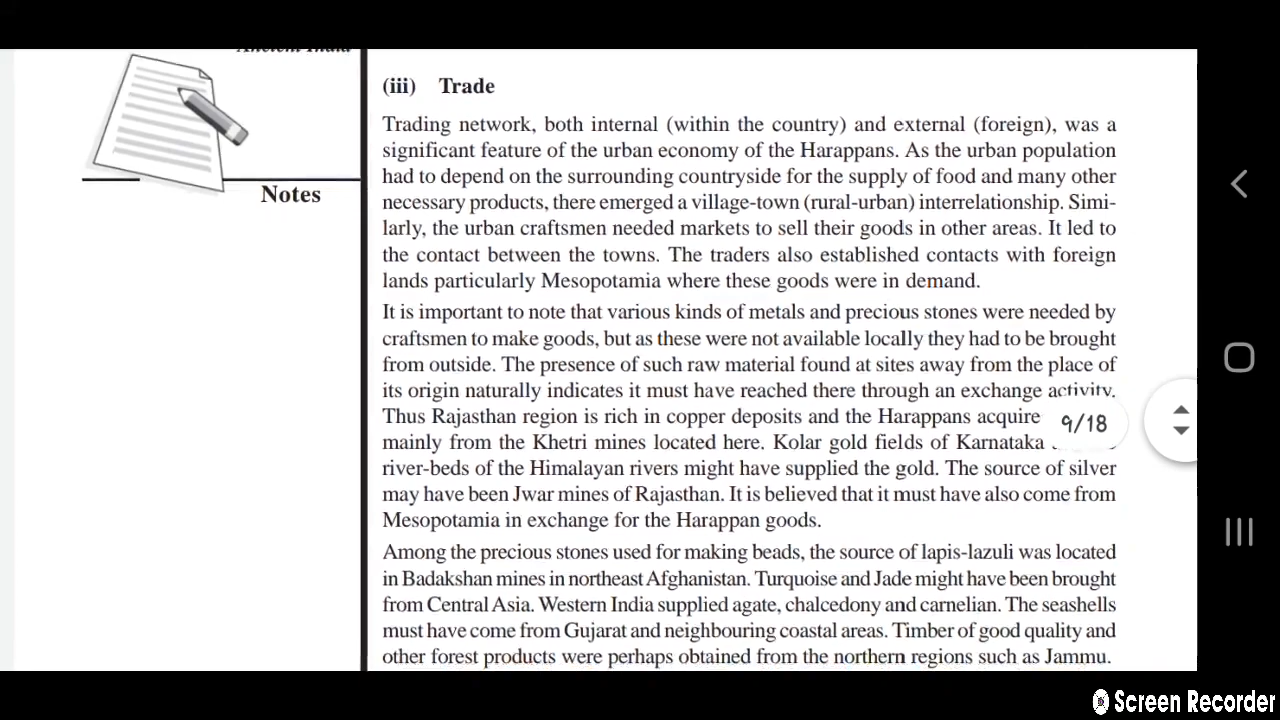 Ancient India
(iii) Trade
Trading network, both internal (within the country) and external (foreign), was a
significant feature of the urban economy of the Harappans. As the urban population
had to depend on the surrounding countryside for the supply of food and many other
necessary products, there emerged a village-town (rural-urban) interrelationship. Simi-
larly, the urban craftsmen needed markets to sell their goods in other areas. It led to
the contact between the towns. The traders also established contacts with foreign
lands particularly Mesopotamia where these goods were in demand.
Notes
It is important to note that various kinds of metals and precious stones were needed by
craftsmen to make goods, but as these were not available locally they had to be brought
from outside. The presence of such raw material found at sites away from the place of
its origin naturally indicates it must have reached there through an exchange activity.
Thus Rajasthan region is rich in copper deposits and the Harappans acquire
mainly from the Khetri mines located here. Kolar gold fields of Karnataka
9/18
river-beds of the Himalayan rivers might have supplied the gold. The source of silver
may have been Jwar mines of Rajasthan. It is believed that it must have also come from
Mesopotamia in exchange for the Harappan goods.
Among the precious stones used for making beads, the source of lapis-lazuli was located
in Badakshan mines in northeast Afghanistan. Turquoise and Jade might have been brought
from Central Asia. Western India supplied agate, chalcedony and carnelian. The seashells
must have come from Gujarat and neighbouring coastal areas. Timber of good quality and
other forest products were perhaps obtained from the northern regions such as Jammu.
Screen Recorder